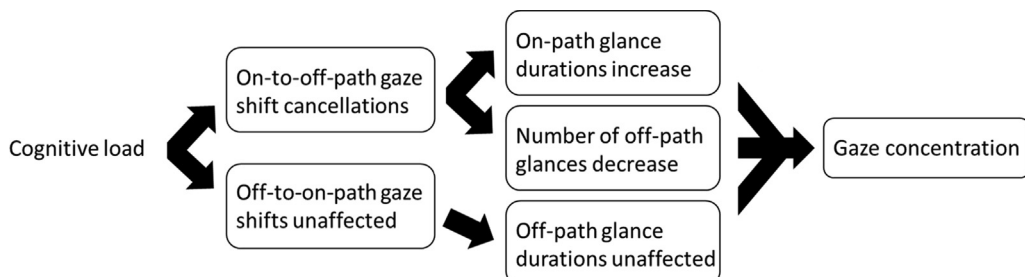 Cognitive load
On-to-off-path gaze
shift cancellations
Off-to-on-path gaze
shifts unaffected
On-path glance
durations increase
Number of off-path
glances decrease
Off-path glance
durations unaffected
Gaze concentration